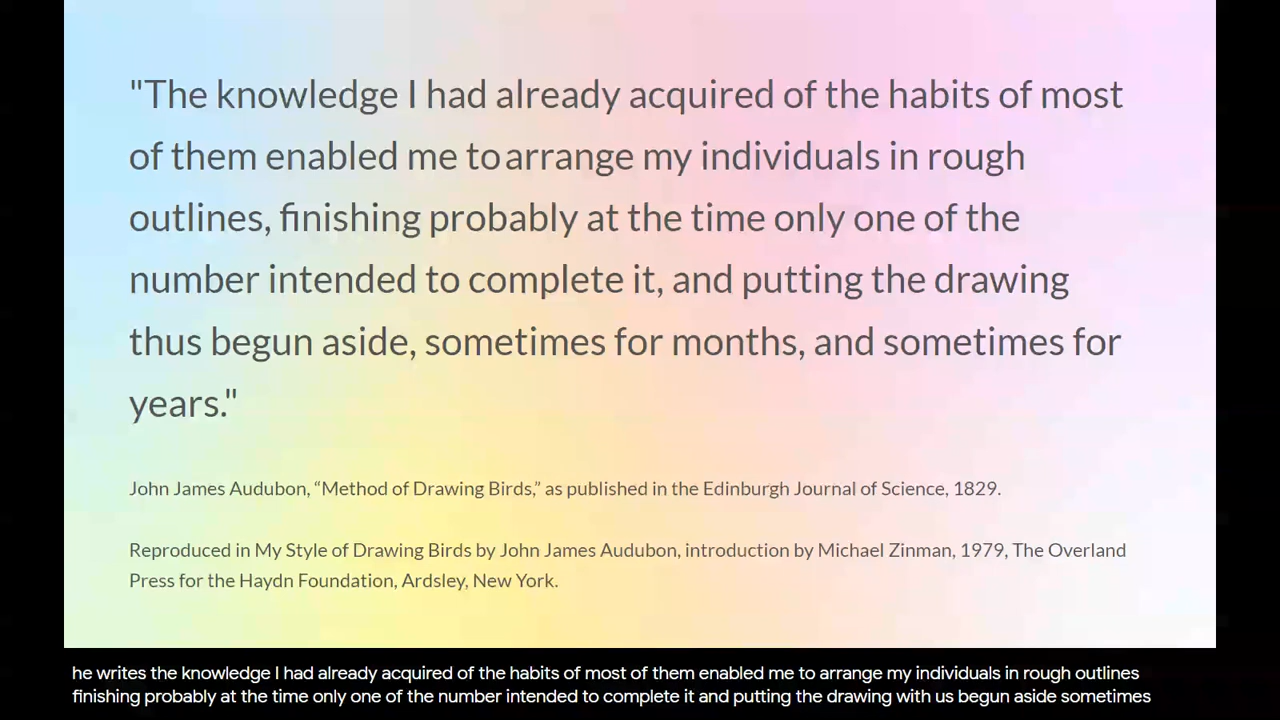 "The knowledge I had already acquired of the habits of most
of them enabled me to arrange my individuals in rough
outlines, finishing probably at the time only one of the
number intended to complete it, and putting the drawing
thus begun aside, sometimes for months, and sometimes for
years."
John James Audubon, “Method of Drawing Birds,” as published in the Edinburgh Journal of Science, 1829.
Reproduced in My Style of Drawing Birds by John James Audubon, introduction by Michael Zinman, 1979, The Overland
Press for the Haydn Foundation, Ardsley, New York.
he writes the knowledge I had already acquired of the habits of most of them enabled me to arrange my individuals in rough outlines
finishing probably at the time only one of the number intended to complete it and putting the drawing with us begun aside sometimes